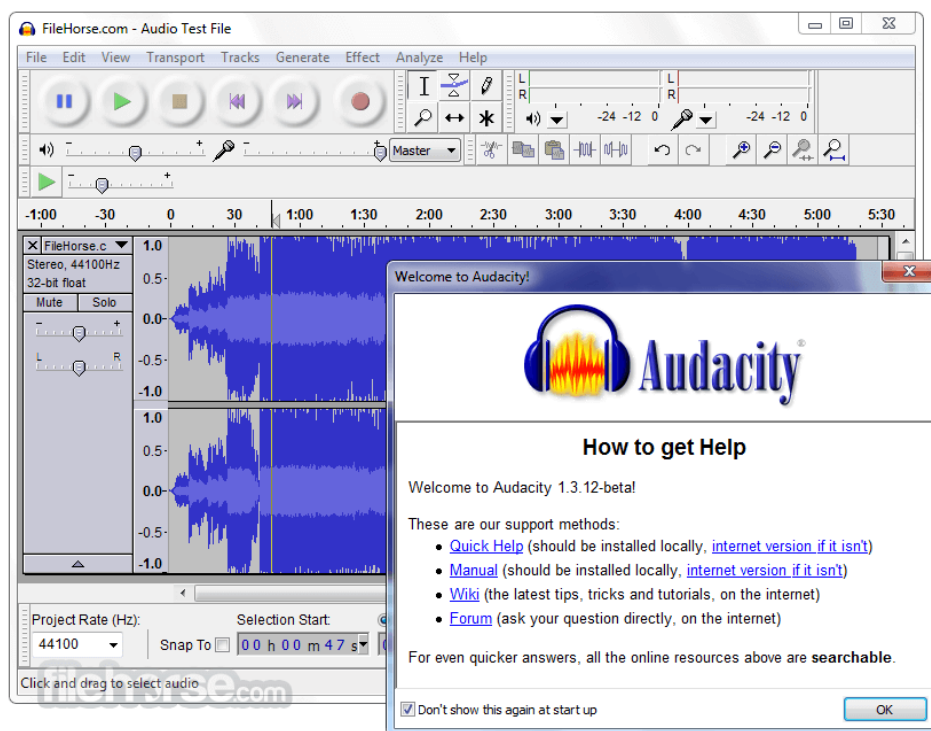 FileHorse.com - Audio Test File
File Edit View Transport Tracks Generate Effect Analyze Help
L L
R R
-24 -12 0 -24 -12 0
- + - + Master
- +
-1:00 -30 0 30 1:00 1:30 2:00 2:30 3:00 3:30 4:00 4:30 5:00 5:30
X FileHorse.c 1.0
Stereo, 44100Hz
32-bit float 0.5-
Mute Solo
- + 0.0-
L R -0.5-
-1.0
1.0
0.5-
0.0-
-0.5-
-1.0
Welcome to Audacity!
Audacity®
How to get Help
Welcome to Audacity 1.3.12-beta!
These are our support methods:
• Quick Help (should be installed locally, internet version if it isn't)
• Manual (should be installed locally, internet version if it isn't)
• Wiki (the latest tips, tricks and tutorials, on the internet)
• Forum (ask your question directly, on the internet)
For even quicker answers, all the online resources above are searchable.
Don't show this again at start up OK
Project Rate (Hz): Selection Start:
44100 Snap To 00 h 00 m 47 s
Click and drag to select audio
filehorse.com